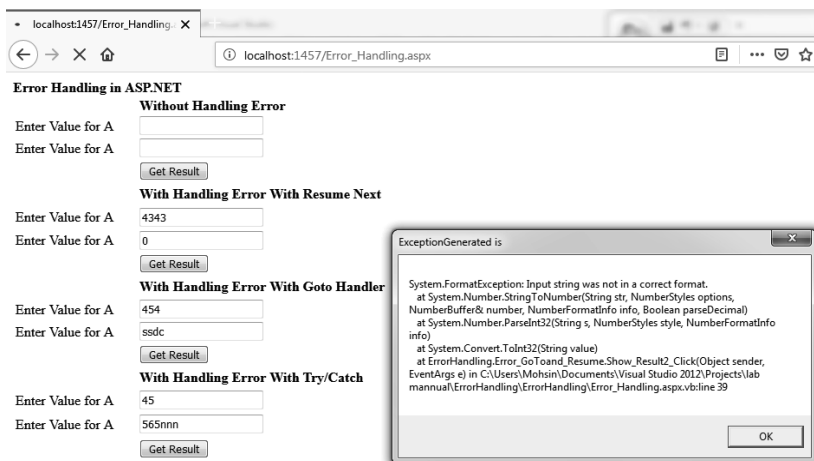 localhost:1457/Error_Handling.
localhost:1457/Error_Handling.aspx
Error Handling in ASP.NET
Without Handling Error
Enter Value for A
Enter Value for A
Get Result
With Handling Error With Resume Next
Enter Value for A 4343
Enter Value for A 0
Get Result
With Handling Error With Goto Handler
Enter Value for A 454
Enter Value for A ssdc
Get Result
With Handling Error With Try/Catch
Enter Value for A 45
Enter Value for A 565nnn
Get Result
ExceptionGenerated is
System.FormatException: Input string was not in a correct format.
at System.Number.StringToNumber(String str, NumberStyles options,
NumberBuffer& number, NumberFormatInfo info, Boolean parseDecimal)
at System.Number.ParseInt32(String s, NumberStyles style, NumberFormatInfo
info)
at System.Convert.ToInt32(String value)
at ErrorHandling.Error_GoToand_Resume.Show_Result2_Click(Object sender,
EventArgs e) in C:\Users\Mohsin\Documents\Visual Studio 2012\Projects\lab
mannual\ErrorHandling\ErrorHandling\Error_Handling.aspx.vb:line 39
OK